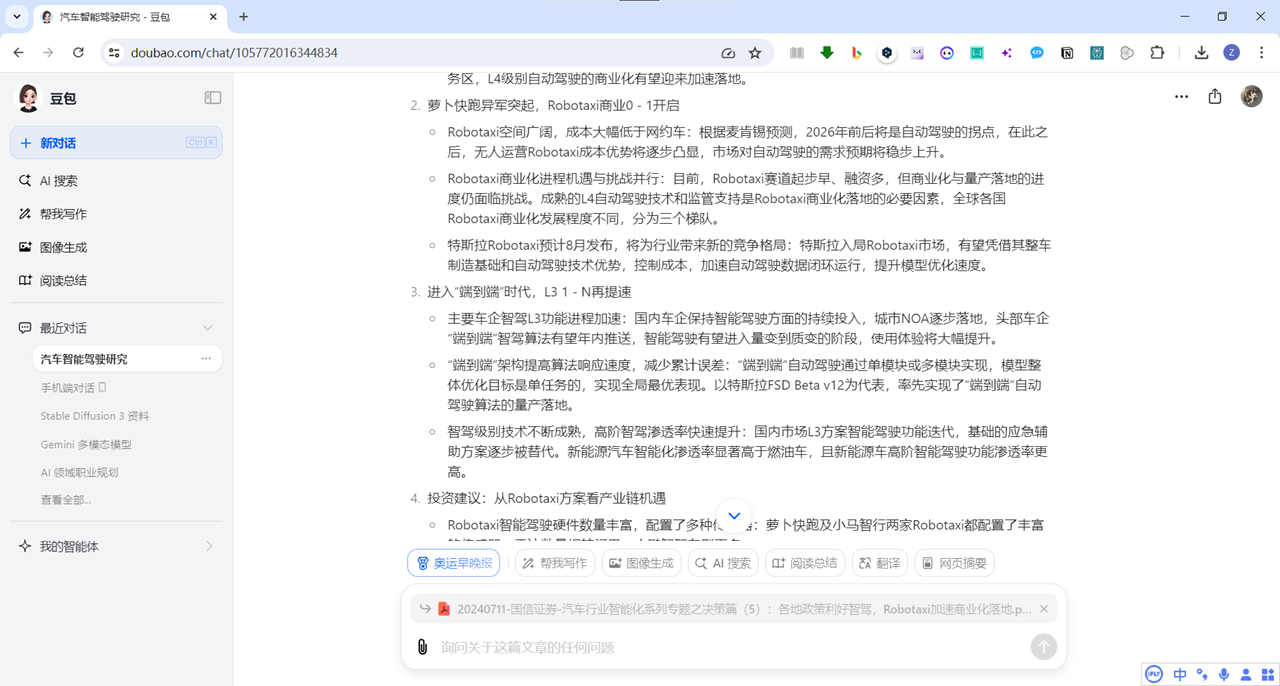 汽车智能驾驶研究 - 豆包
doubao.com/chat/105772016344834
Z
豆包
新对话
Ctrl K
AI 搜索
帮我写作
图像生成
阅读总结
最近对话
汽车智能驾驶研究
手机端对话
Stable Diffusion 3 资料
Gemini 多模态模型
AI 领域职业规划
查看全部...
我的智能体
务区，L4级别自动驾驶的商业化有望迎来加速落地。
2. 萝卜快跑异军突起，Robotaxi商业0 - 1开启
Robotaxi空间广阔，成本大幅低于网约车：根据麦肯锡预测，2026年前后将是自动驾驶的拐点，在此之
后，无人运营Robotaxi成本优势将逐步凸显，市场对自动驾驶的需求预期将稳步上升。
Robotaxi商业化进程机遇与挑战并行：目前，Robotaxi赛道起步早、融资多，但商业化与量产落地的进
度仍面临挑战。成熟的L4自动驾驶技术和监管支持是Robotaxi商业化落地的必要因素，全球各国
Robotaxi商业化发展程度不同，分为三个梯队。
特斯拉Robotaxi预计8月发布，将为行业带来新的竞争格局：特斯拉入局Robotaxi市场，有望凭借其整车
制造基础和自动驾驶技术优势，控制成本，加速自动驾驶数据闭环运行，提升模型优化速度。
3. 进入“端到端”时代，L3 1 - N再提速
主要车企智驾L3功能进程加速：国内车企保持智能驾驶方面的持续投入，城市NOA逐步落地，头部车企
“端到端”智驾算法有望年内推送，智能驾驶有望进入量变到质变的阶段，使用体验将大幅提升。
“端到端”架构提高算法响应速度，减少累计误差：“端到端”自动驾驶通过单模块或多模块实现，模型整
体优化目标是单任务的，实现全局最优表现。以特斯拉FSD Beta v12为代表，率先实现了“端到端”自动
驾驶算法的量产落地。
智驾级别技术不断成熟，高阶智驾渗透率快速提升：国内市场L3方案智能驾驶功能迭代，基础的应急辅
助方案逐步被替代。新能源汽车智能化渗透率显著高于燃油车，且新能源车高阶智能驾驶功能渗透率更
高。
4. 投资建议：从Robotaxi方案看产业链机遇
Robotaxi智能驾驶硬件数量丰富，配置了多种传 ：萝卜快跑及小马智行两家Robotaxi都配置了丰富
奥运早晚报
帮我写作
图像生成
AI 搜索
阅读总结
翻译
网页摘要
20240711-国信证券-汽车行业智能化系列专题之决策篇（5）：各地政策利好智驾，Robotaxi加速商业化落地.p...
询问关于这篇文章的任何问题
iFLY
中